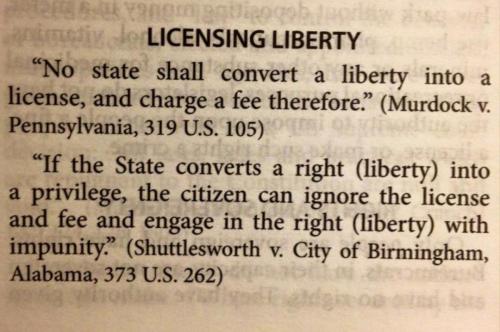 LICENSING LIBERTY
“No state shall convert a liberty into a
license, and charge a fee therefore.” (Murdock v.
Pennsylvania, 319 U.S. 105)
“If the State converts a right (liberty) into
a privilege, the citizen can ignore the license
and fee and engage in the right (liberty) with
impunity.” (Shuttlesworth v. City of Birmingham,
Alabama, 373 U.S. 262)